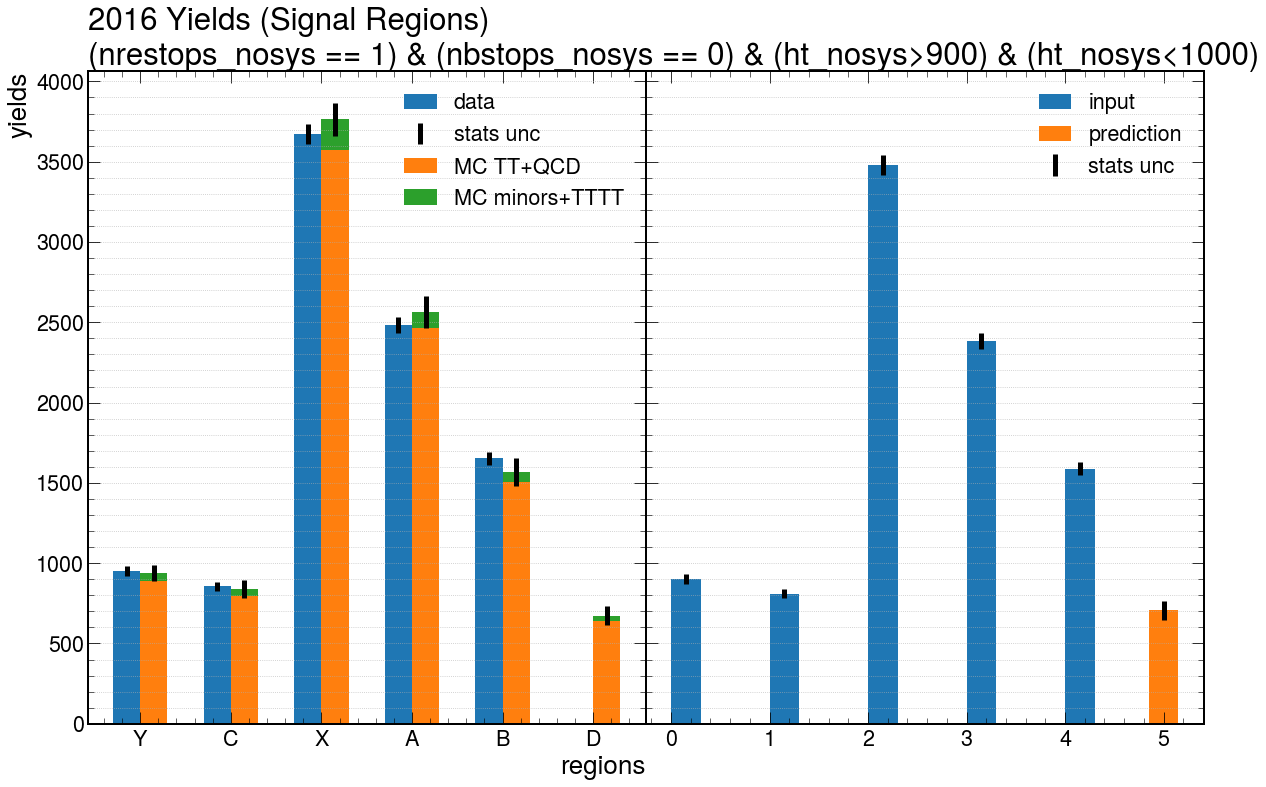 2016 Yields (Signal Regions)
(nrestops_nosys == 1) & (nbstops_nosys == 0) & (ht_nosys>900) & (ht_nosys<1000)
yields
4000
3500
3000
2500
2000
1500
1000
500
0
data
stats unc
MC TT+QCD
MC minors+TTTT
input
prediction
stats unc
Y C X A B D 0 1 2 3 4 5
regions